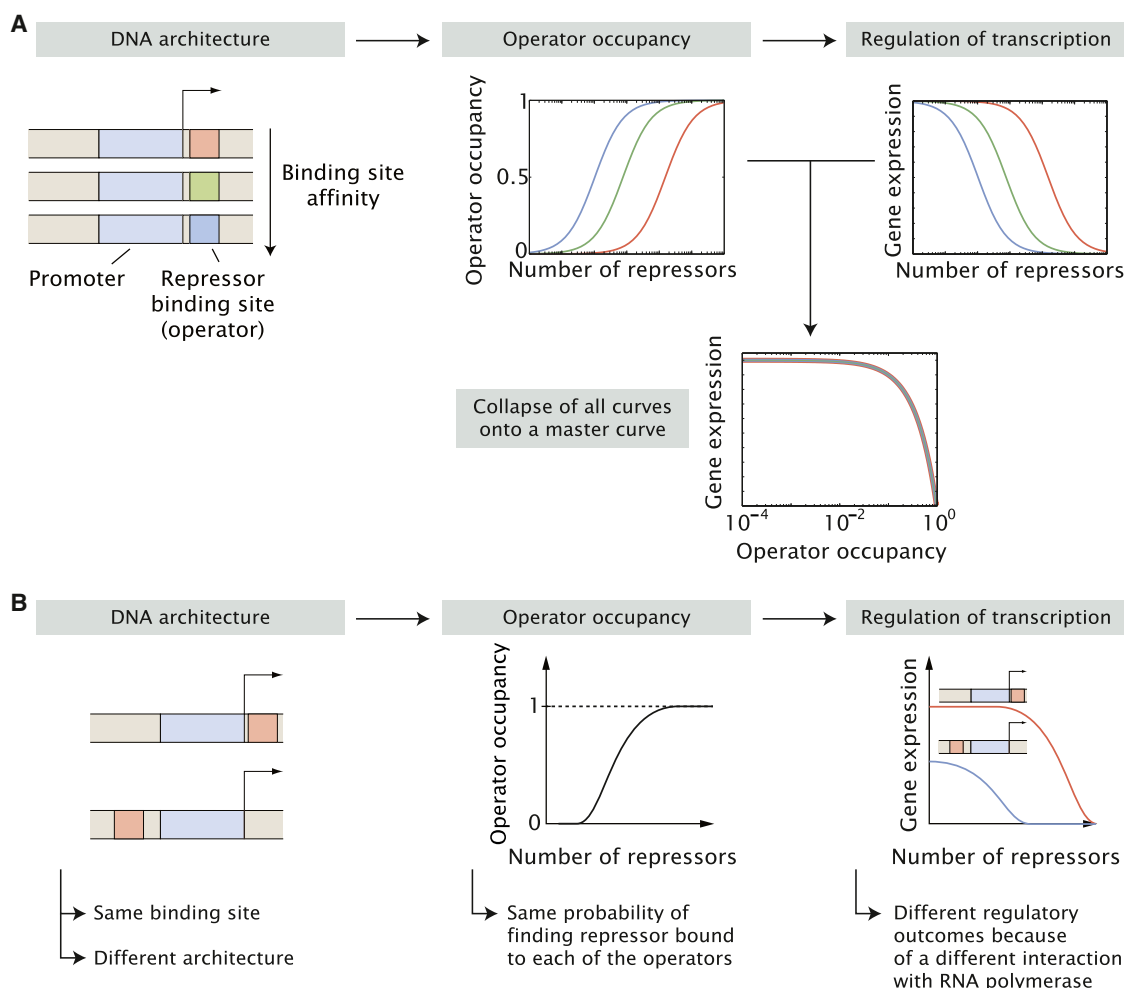 A
DNA architecture
Operator occupancy
Regulation of transcription
Binding site
affinity
Promoter
Repressor
binding site
(operator)
Operator occupancy
1
0.5
0
Number of repressors
Gene expression
Number of repressors
Collapse of all curves
onto a master curve
Gene expression
10⁻⁴
10⁻²
10⁰
Operator occupancy
B
DNA architecture
Operator occupancy
Regulation of transcription
Same binding site
Different architecture
Operator occupancy
1
0
Number of repressors
Same probability of
finding repressor bound
to each of the operators
Gene expression
Number of repressors
Different regulatory
outcomes because
of a different interaction
with RNA polymerase